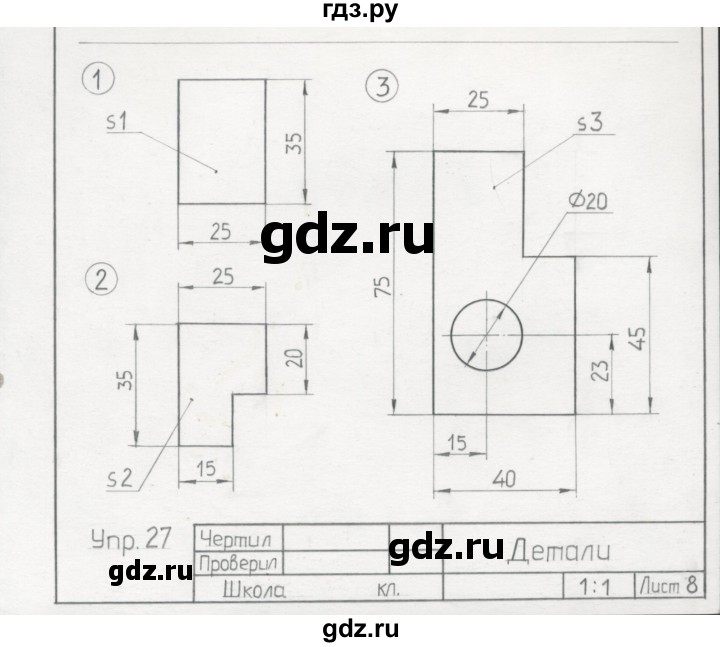 гдз.ру
1
s1
35
25
2
25
35
20
15
s2
3
25
s3
Ø20
75
45
23
15
40
gdz.ru
Упр. 27
Чертил
Проверил
Школа кл.
gdz.ru
Детали
1:1
Лист 8
gdz.ru
gdz.ru